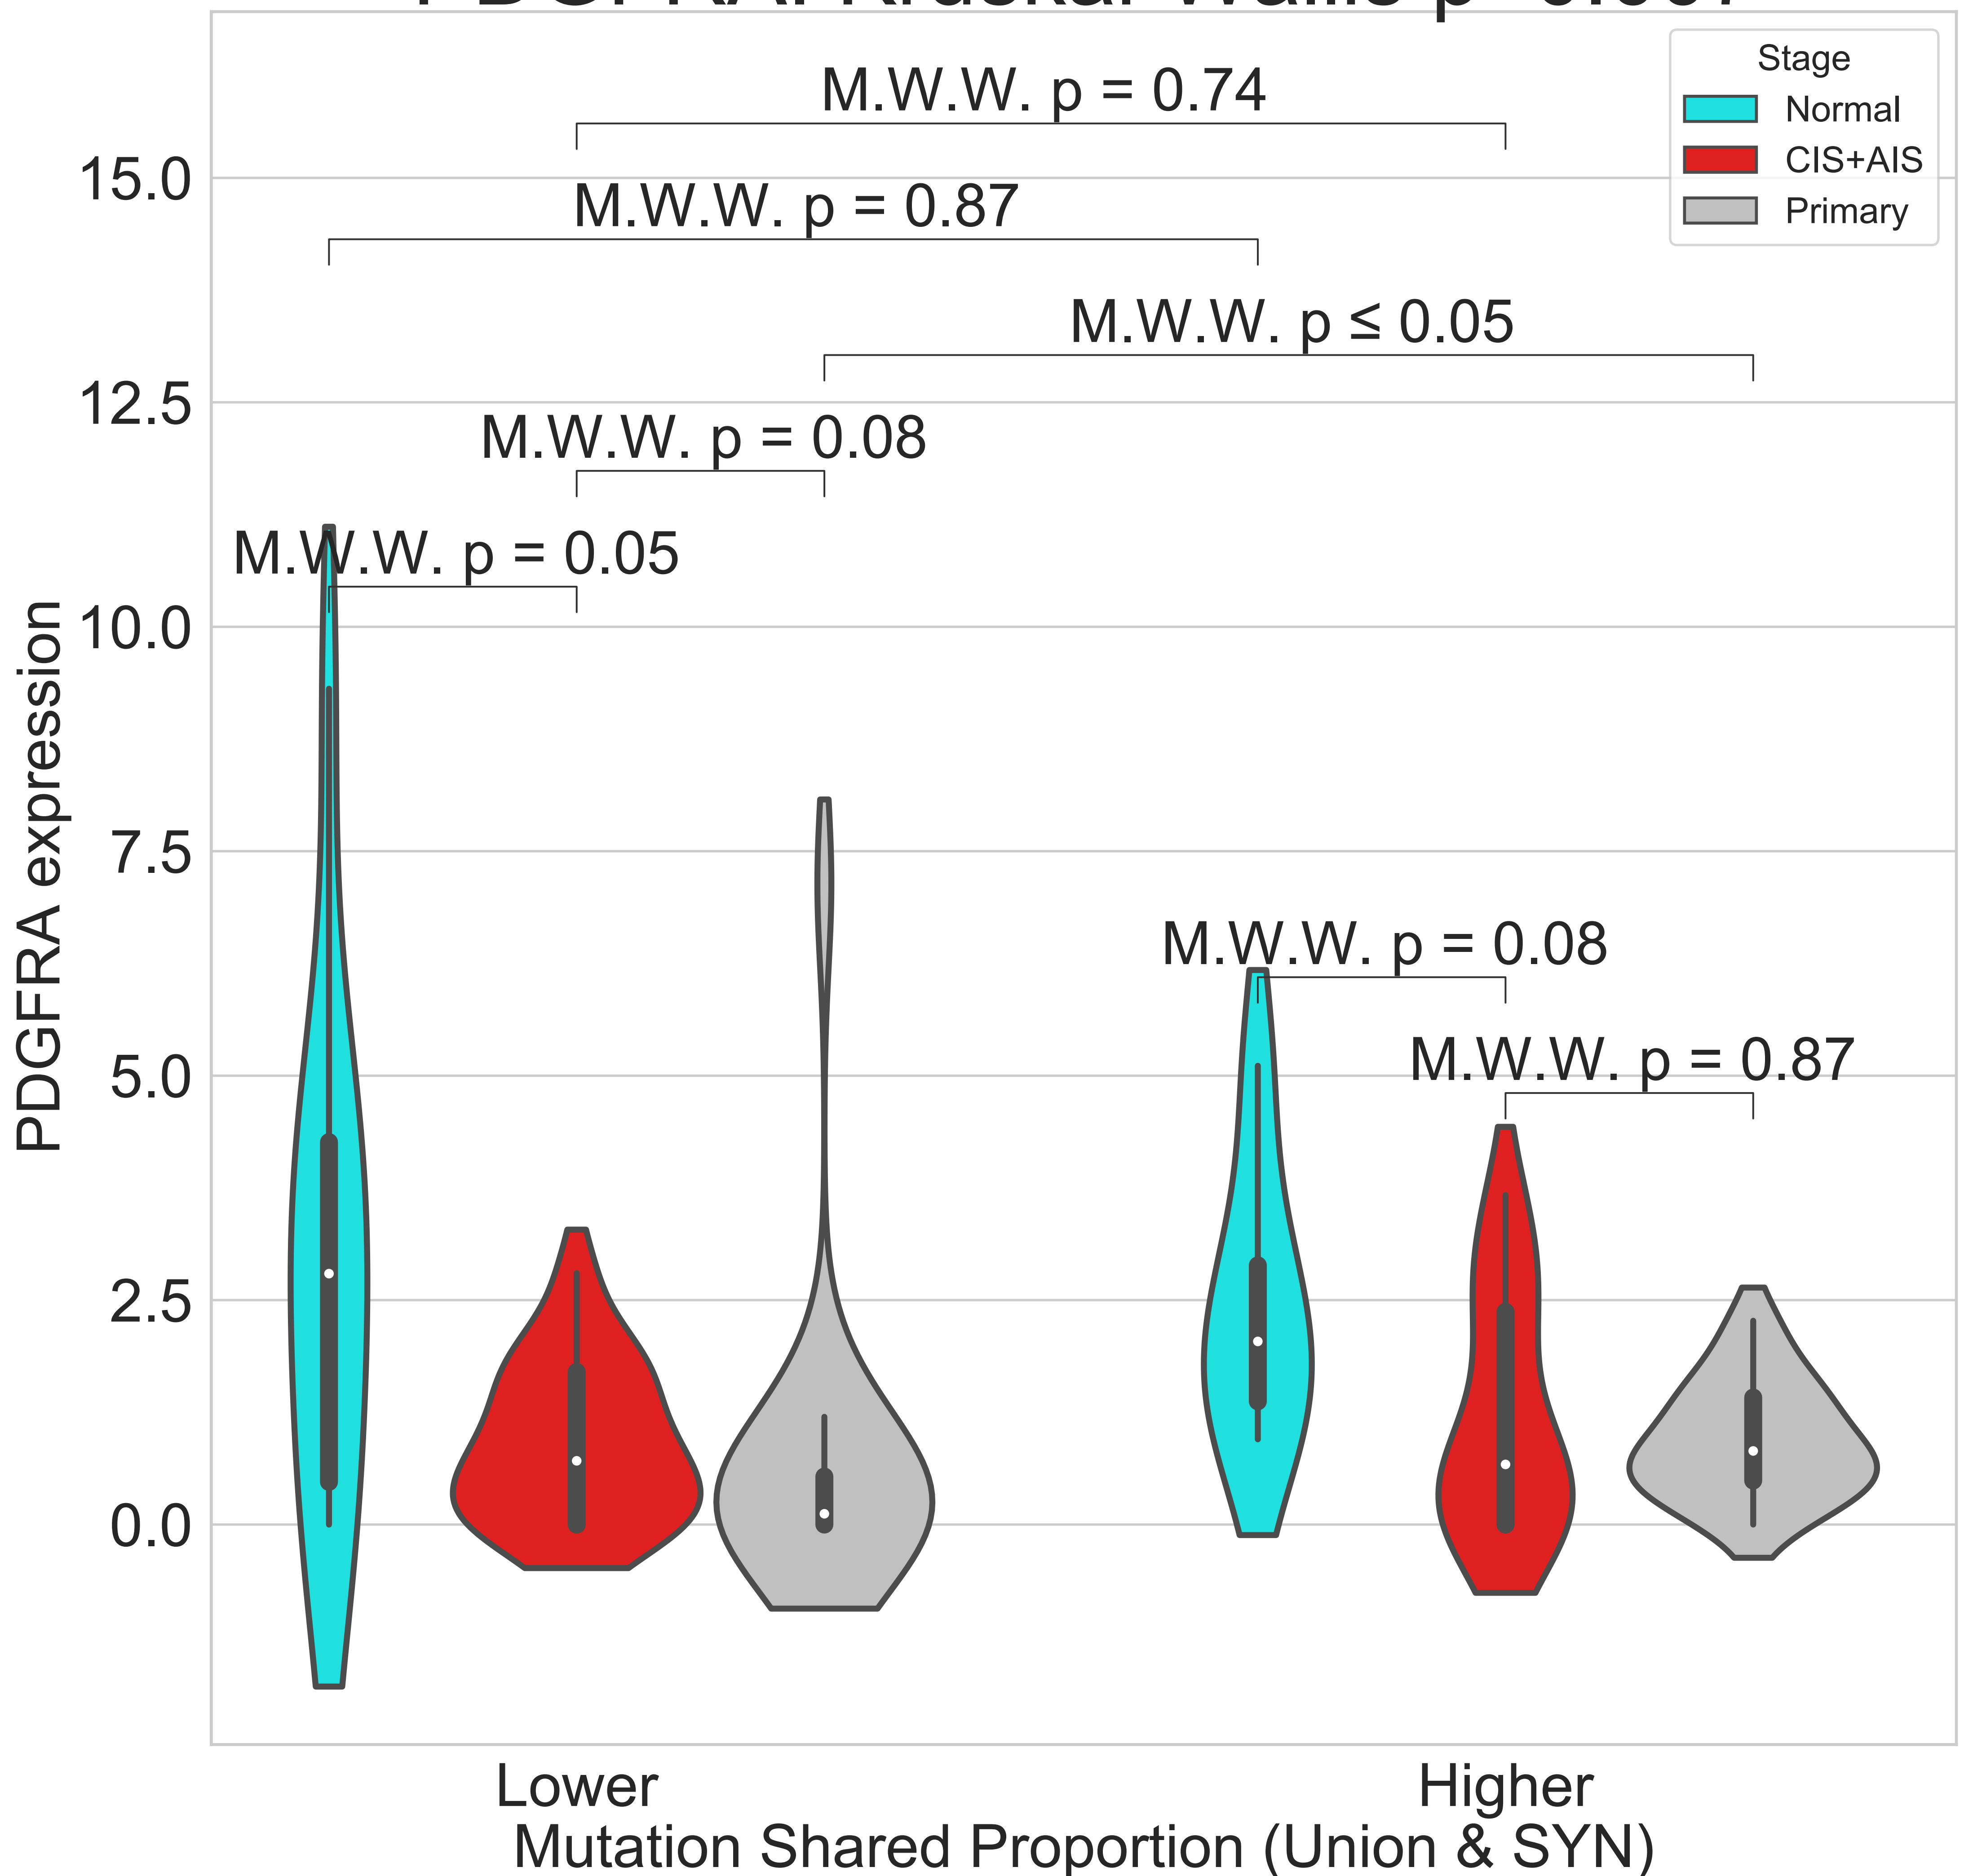 Stage
Normal
CIS+AIS
Primary
M.W.W. p = 0.74
M.W.W. p = 0.87
M.W.W. p ≤ 0.05
M.W.W. p = 0.08
M.W.W. p = 0.05
M.W.W. p = 0.08
M.W.W. p = 0.87
15.0
12.5
10.0
7.5
5.0
2.5
0.0
PDGFRA expression
Lower
Higher
Mutation Shared Proportion (Union & SYN)